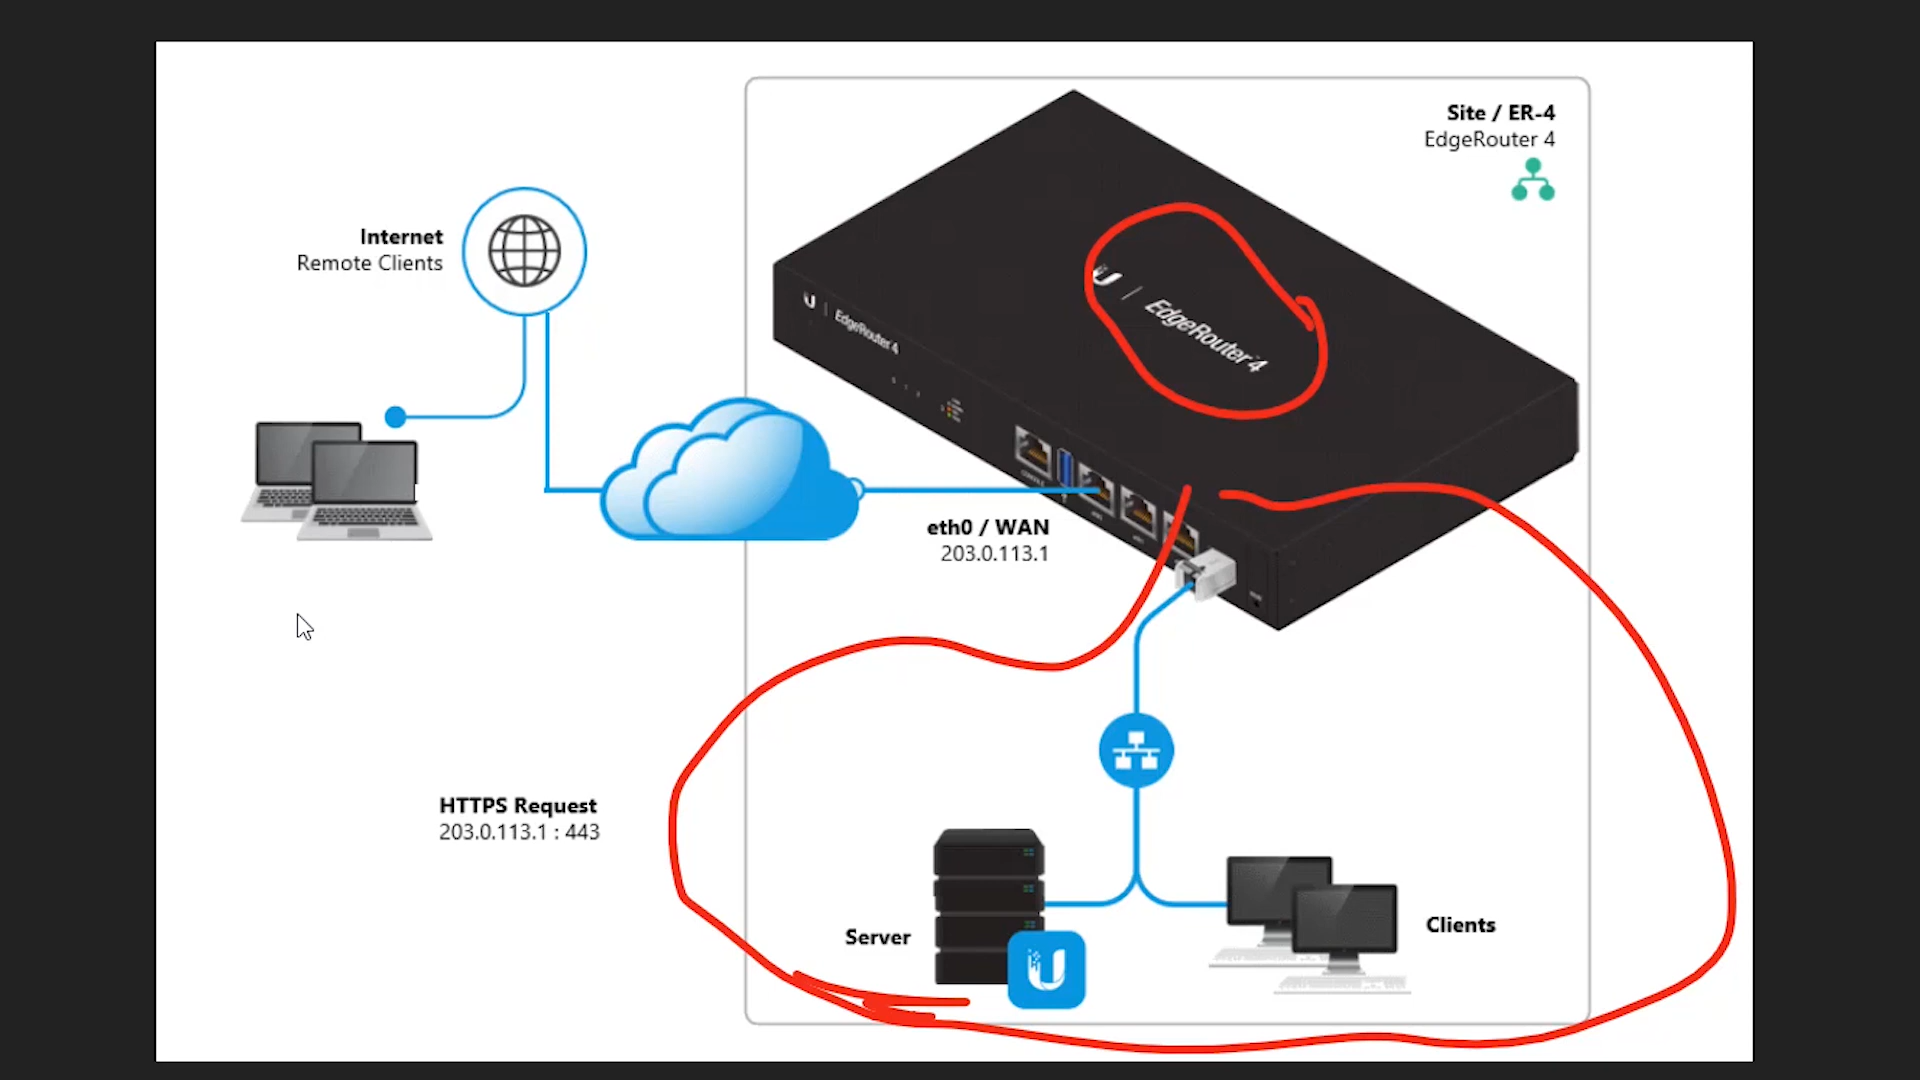 Site / ER-4
EdgeRouter 4
Internet
Remote Clients
EdgeRouter 4
EdgeRouter 4
eth0 / WAN
203.0.113.1
HTTPS Request
203.0.113.1 : 443
Server
Clients